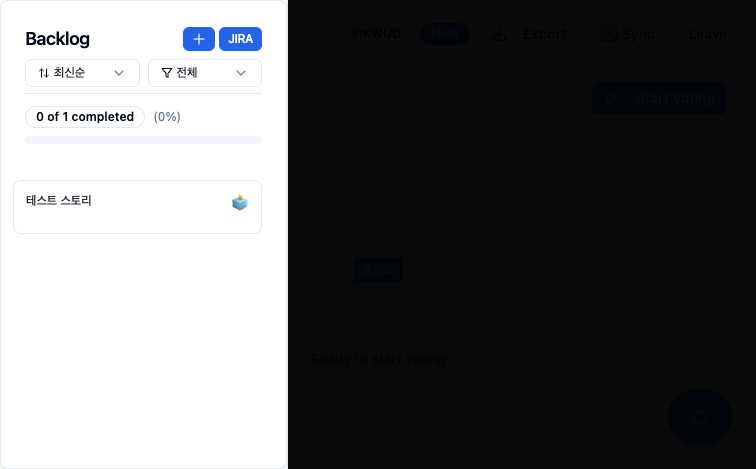 Backlog
JIRA
최신순
전체
0 of 1 completed (0%)
테스트 스토리
Host
Export
Sync
Leave
Start Voting
Ready to start voting